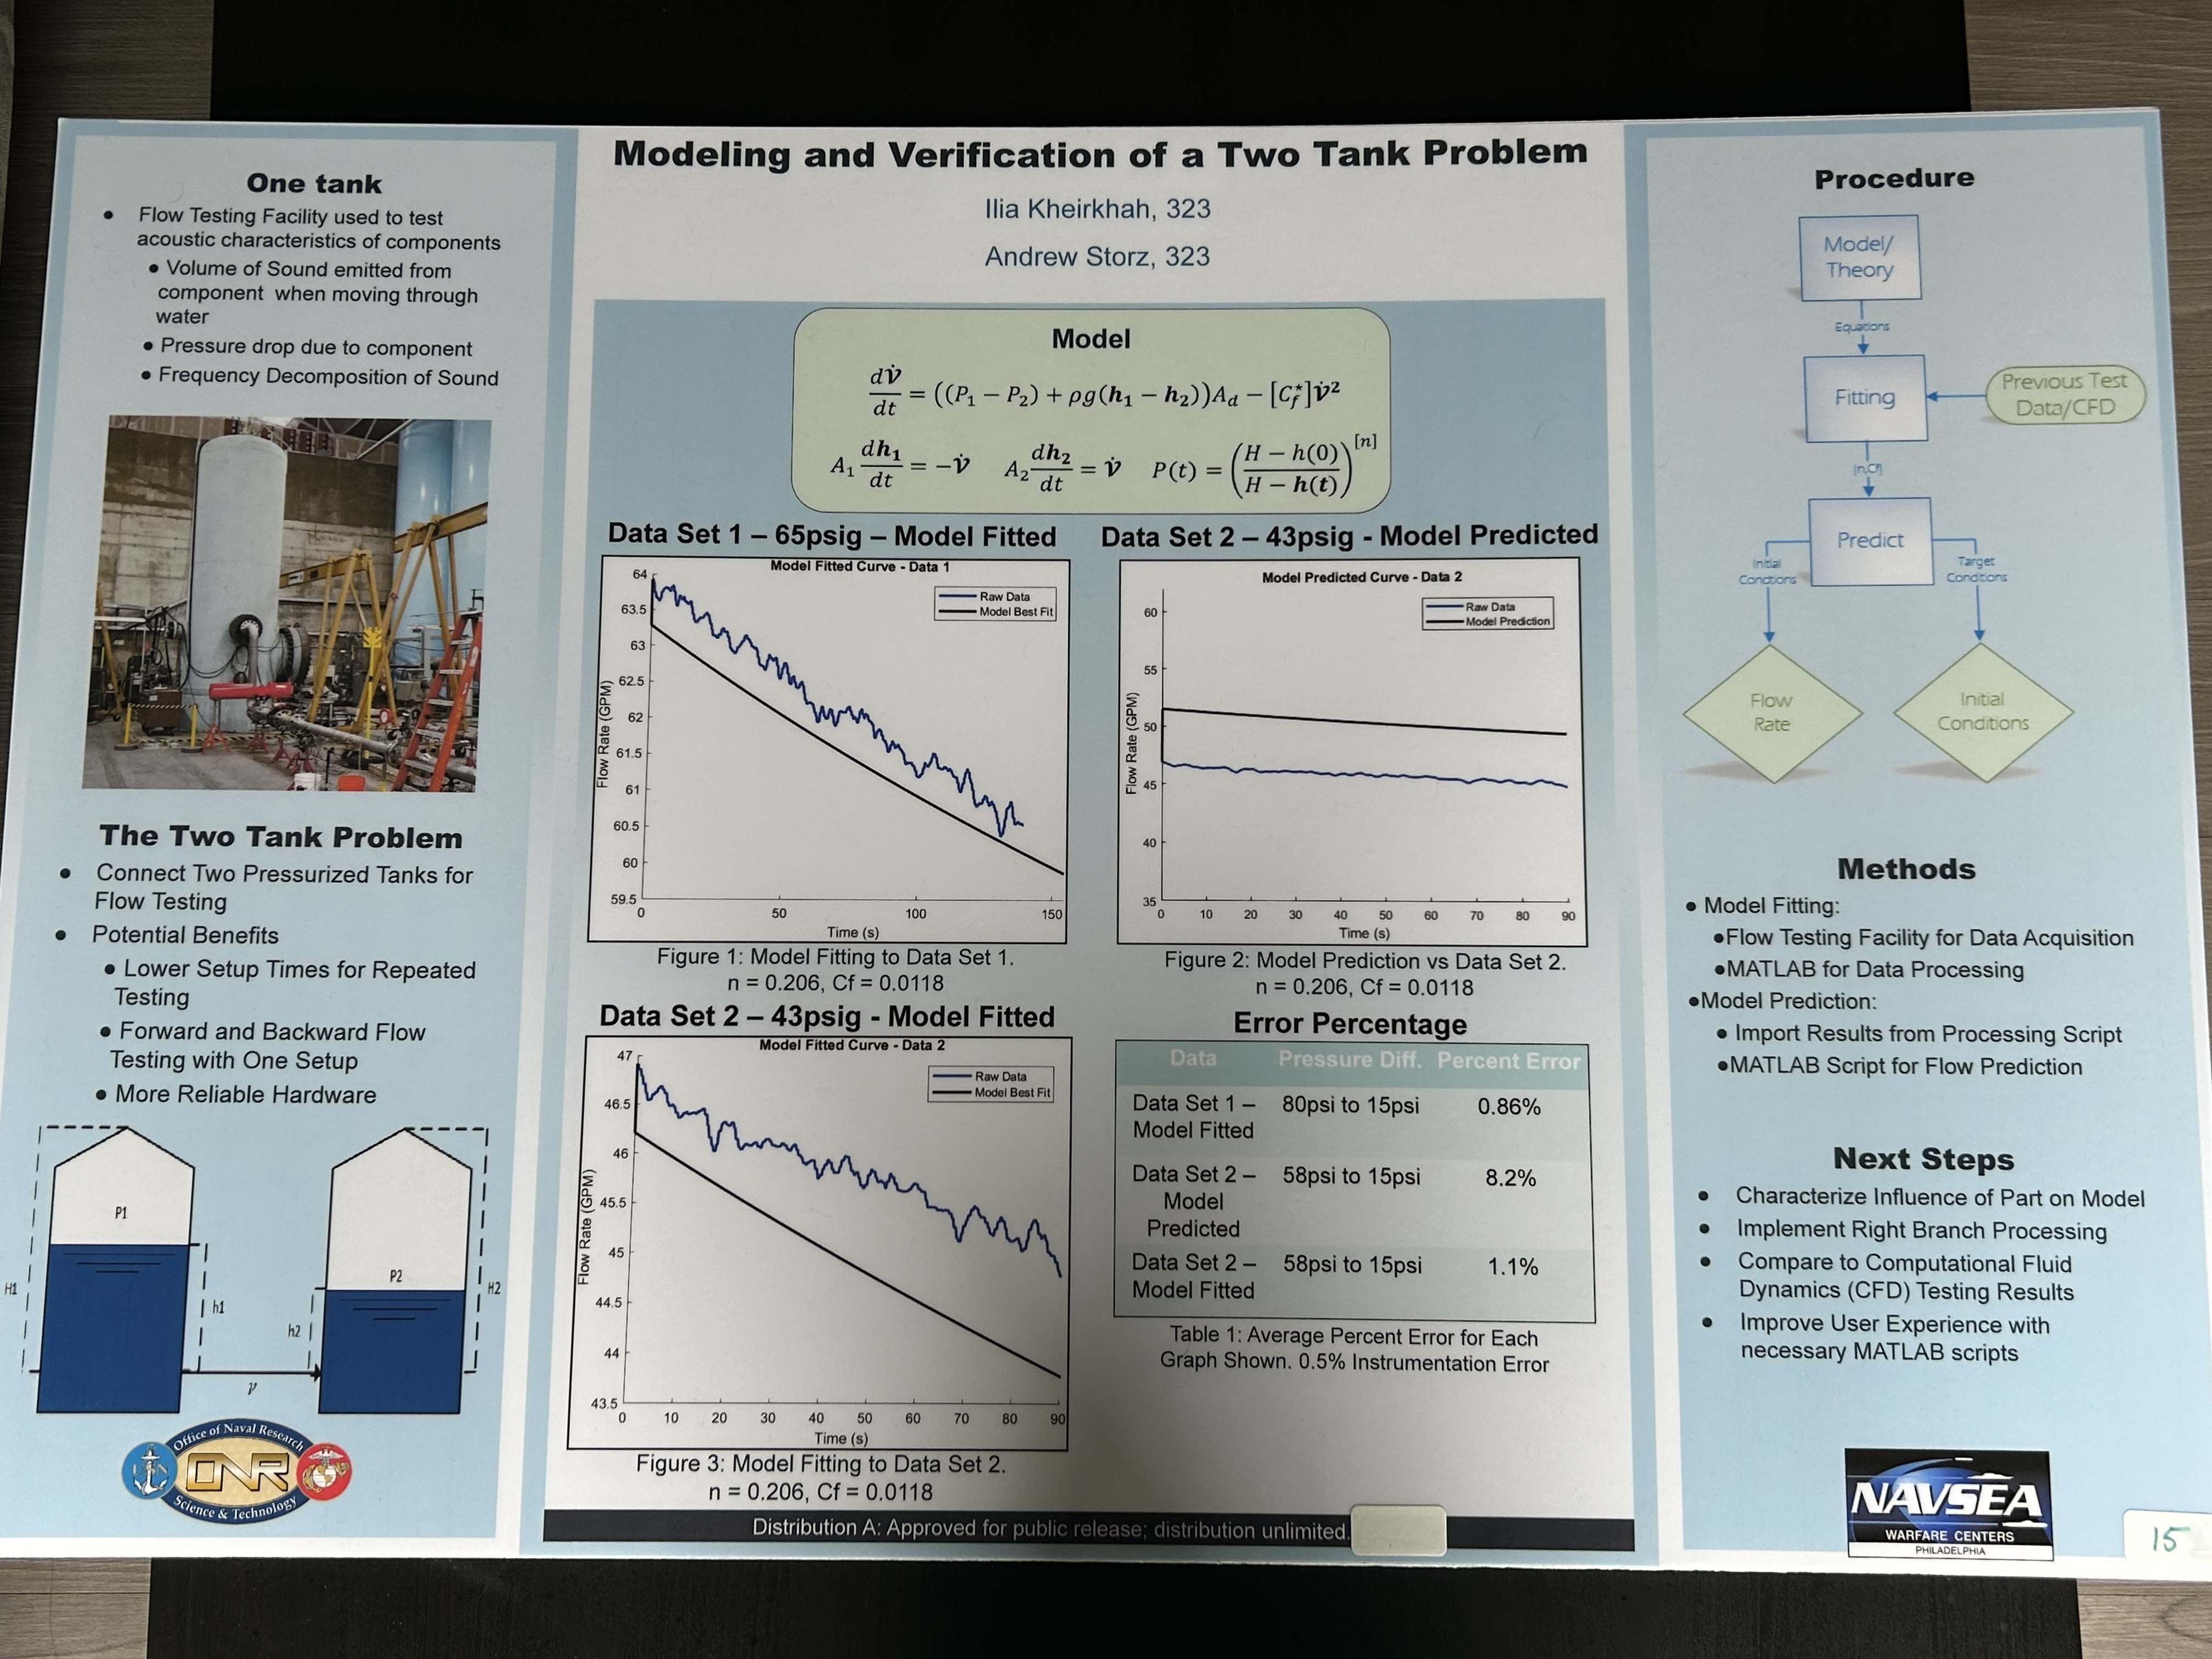 Modeling and Verification of a Two Tank Problem
Ilia Kheirkhah, 323
Andrew Storz, 323
One tank
• Flow Testing Facility used to test
acoustic characteristics of components
• Volume of Sound emitted from
component when moving through
water
• Pressure drop due to component
• Frequency Decomposition of Sound
The Two Tank Problem
• Connect Two Pressurized Tanks for
Flow Testing
• Potential Benefits
• Lower Setup Times for Repeated
Testing
• Forward and Backward Flow
Testing with One Setup
• More Reliable Hardware
P1
P2
H1
h1
h2
H2
𝒱
Office of Naval Research
USN
ONR
Science & Technology
Model
d𝒱̇/dt = ((P₁ − P₂) + ρg(h₁ − h₂))A_d − [C_f*]𝒱̇²
A₁ dh₁/dt = −𝒱̇ A₂ dh₂/dt = 𝒱̇ P(t) = ((H − h(0))/(H − h(t)))^[n]
Data Set 1 – 65psig – Model Fitted
Model Fitted Curve - Data 1
Raw Data
Model Best Fit
Flow Rate (GPM)
64
63.5
63
62.5
62
61.5
61
60.5
60
59.5
0 50 100 150
Time (s)
Figure 1: Model Fitting to Data Set 1.
n = 0.206, Cf = 0.0118
Data Set 2 – 43psig - Model Predicted
Model Predicted Curve - Data 2
Raw Data
Model Prediction
Flow Rate (GPM)
60
55
50
45
40
35
0 10 20 30 40 50 60 70 80 90
Time (s)
Figure 2: Model Prediction vs Data Set 2.
n = 0.206, Cf = 0.0118
Data Set 2 – 43psig - Model Fitted
Model Fitted Curve - Data 2
Raw Data
Model Best Fit
Flow Rate (GPM)
47
46.5
46
45.5
45
44.5
44
43.5
0 10 20 30 40 50 60 70 80 90
Time (s)
Figure 3: Model Fitting to Data Set 2.
n = 0.206, Cf = 0.0118
Error Percentage
Data Pressure Diff. Percent Error
Data Set 1 – 80psi to 15psi 0.86%
Model Fitted
Data Set 2 – 58psi to 15psi 8.2%
Model
Predicted
Data Set 2 – 58psi to 15psi 1.1%
Model Fitted
Table 1: Average Percent Error for Each
Graph Shown. 0.5% Instrumentation Error
Distribution A: Approved for public release; distribution unlimited.
Procedure
Model/
Theory
Equations
Fitting
Previous Test
Data/CFD
[n,Cf]
Predict
Initial
Conditions
Target
Conditions
Flow
Rate
Initial
Conditions
Methods
• Model Fitting:
•Flow Testing Facility for Data Acquisition
•MATLAB for Data Processing
•Model Prediction:
• Import Results from Processing Script
•MATLAB Script for Flow Prediction
Next Steps
• Characterize Influence of Part on Model
• Implement Right Branch Processing
• Compare to Computational Fluid
Dynamics (CFD) Testing Results
• Improve User Experience with
necessary MATLAB scripts
NAVSEA
WARFARE CENTERS
PHILADELPHIA
15